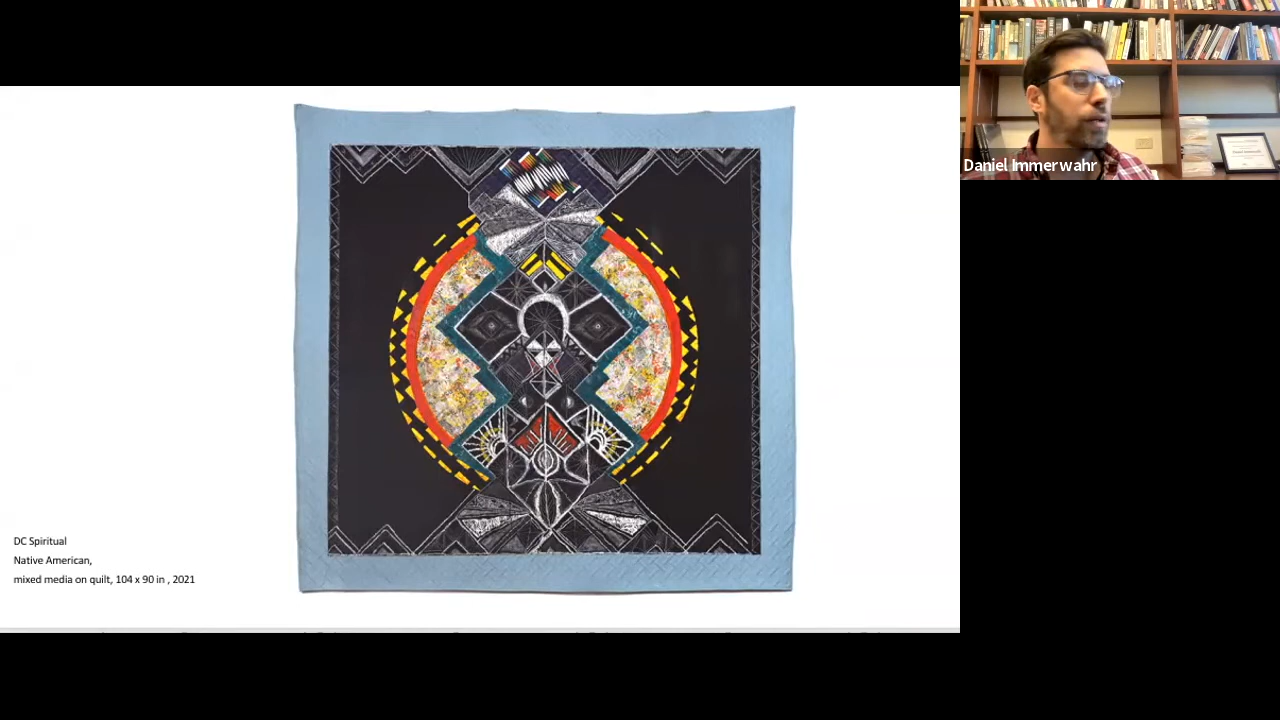 Daniel Immerwahr
DC Spiritual
Native American,
mixed media on quilt, 104 x 90 in , 2021